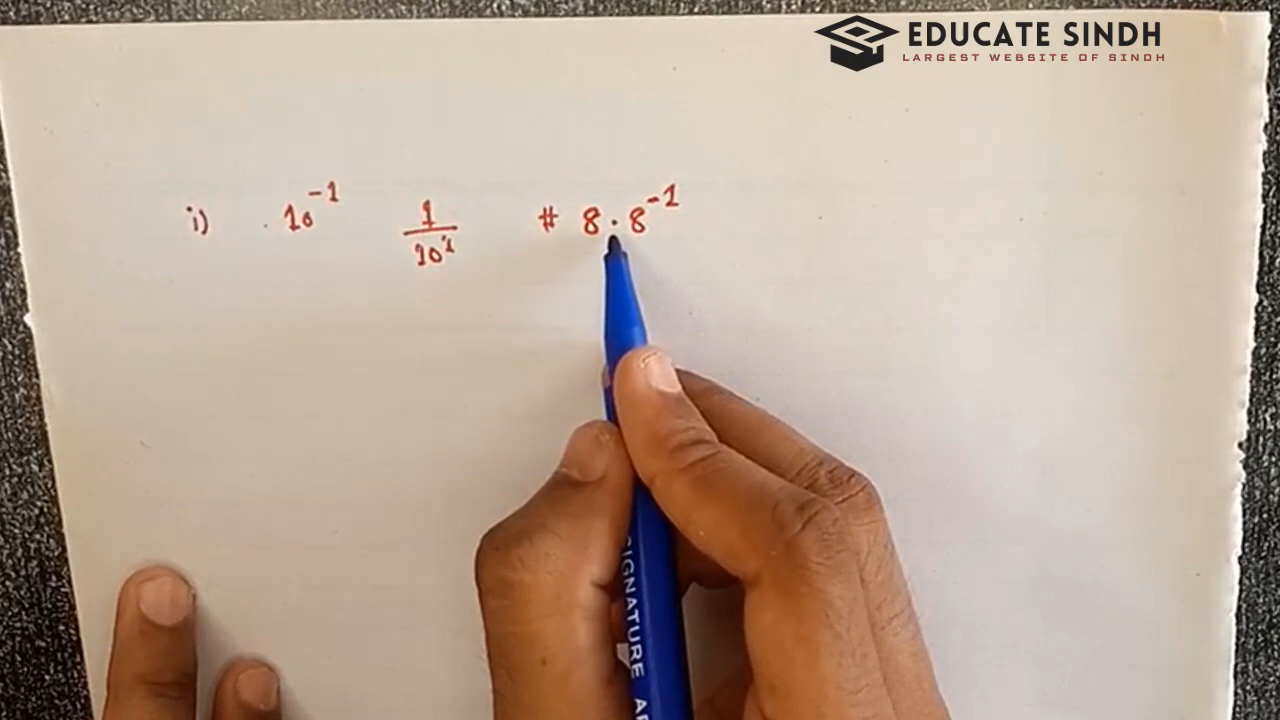 EDUCATE SINDH
LARGEST WEBSITE OF SINDH
i) 10⁻¹ 1/10¹ # 8 · 8⁻¹
SIGNATURE